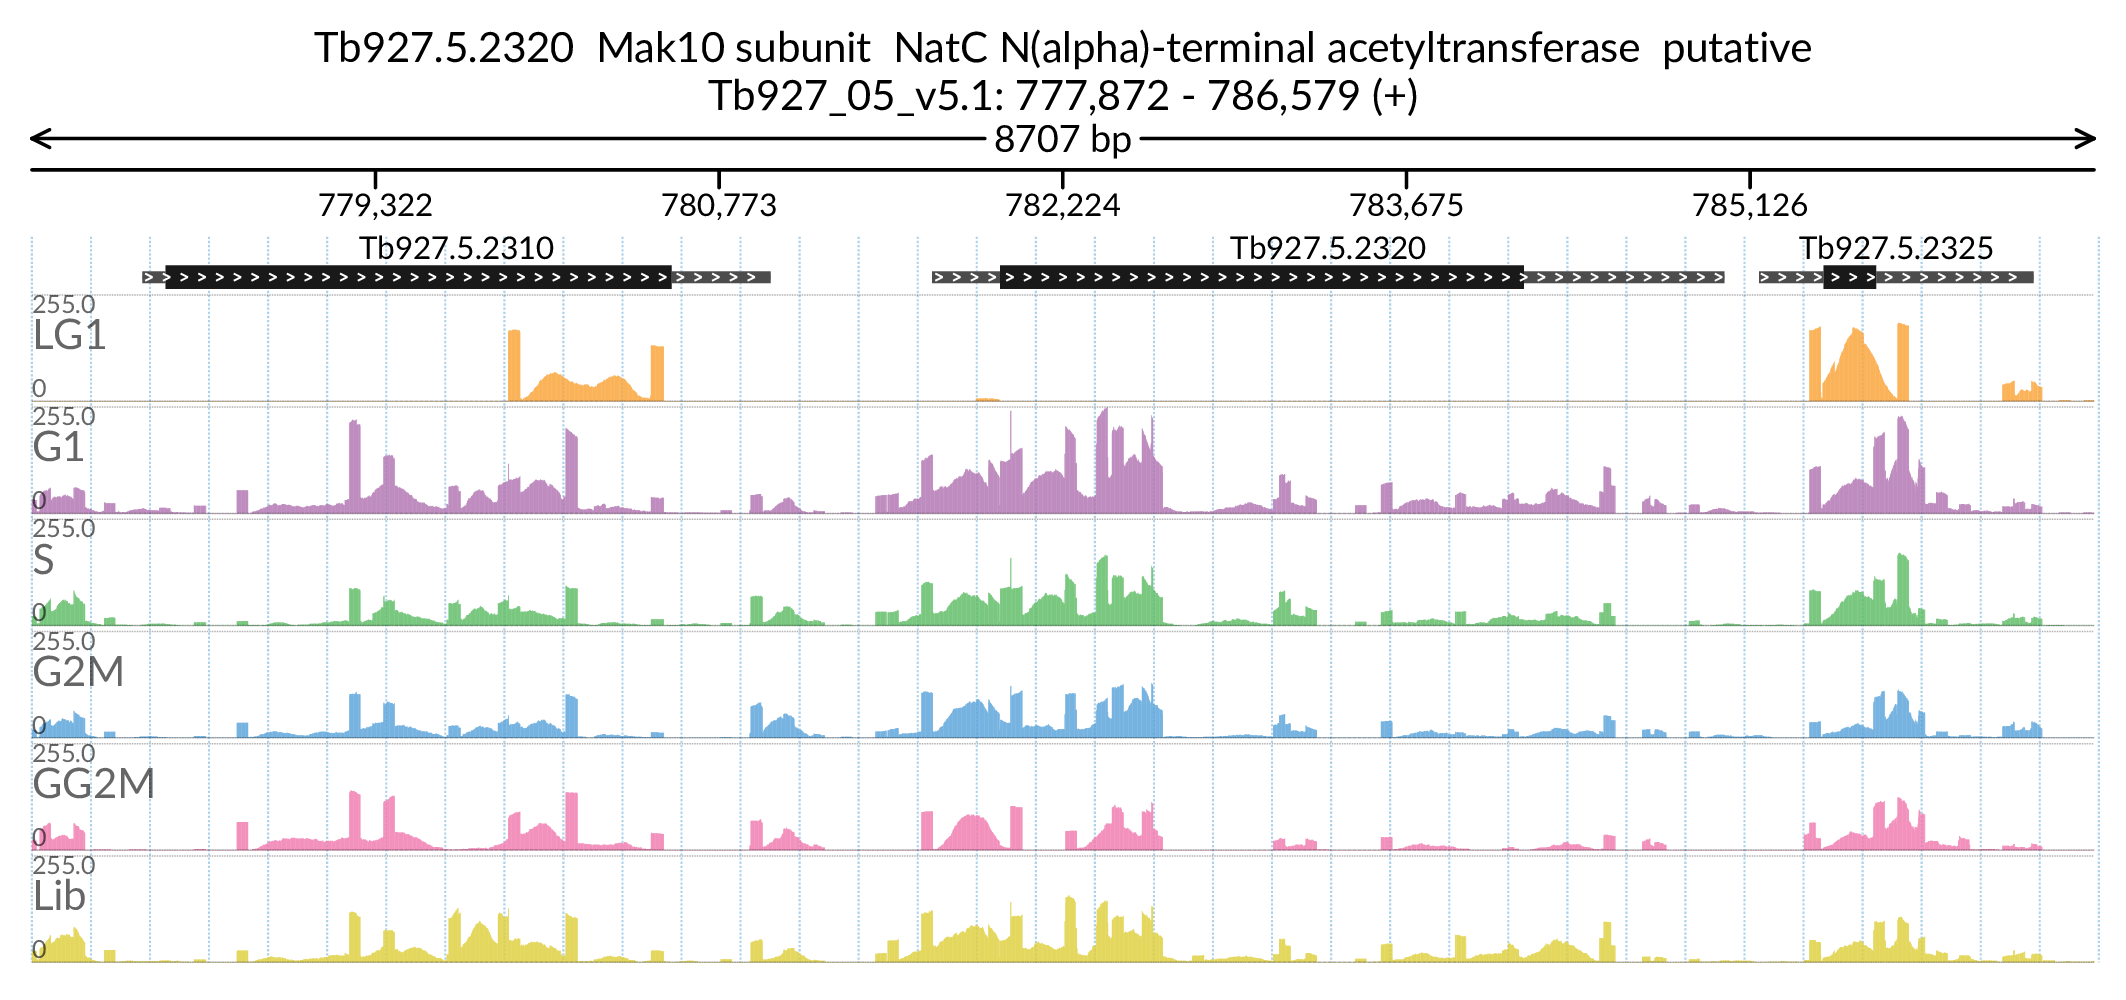 Tb927.5.2320  Mak10 subunit  NatC N(alpha)-terminal acetyltransferase  putative
Tb927_05_v5.1: 777,872 - 786,579 (+)
8707 bp
779,322 780,773 782,224 783,675 785,126
Tb927.5.2310 Tb927.5.2320 Tb927.5.2325
255.0
LG1
0
255.0
G1
0
255.0
S
0
255.0
G2M
0
255.0
GG2M
0
255.0
Lib
0